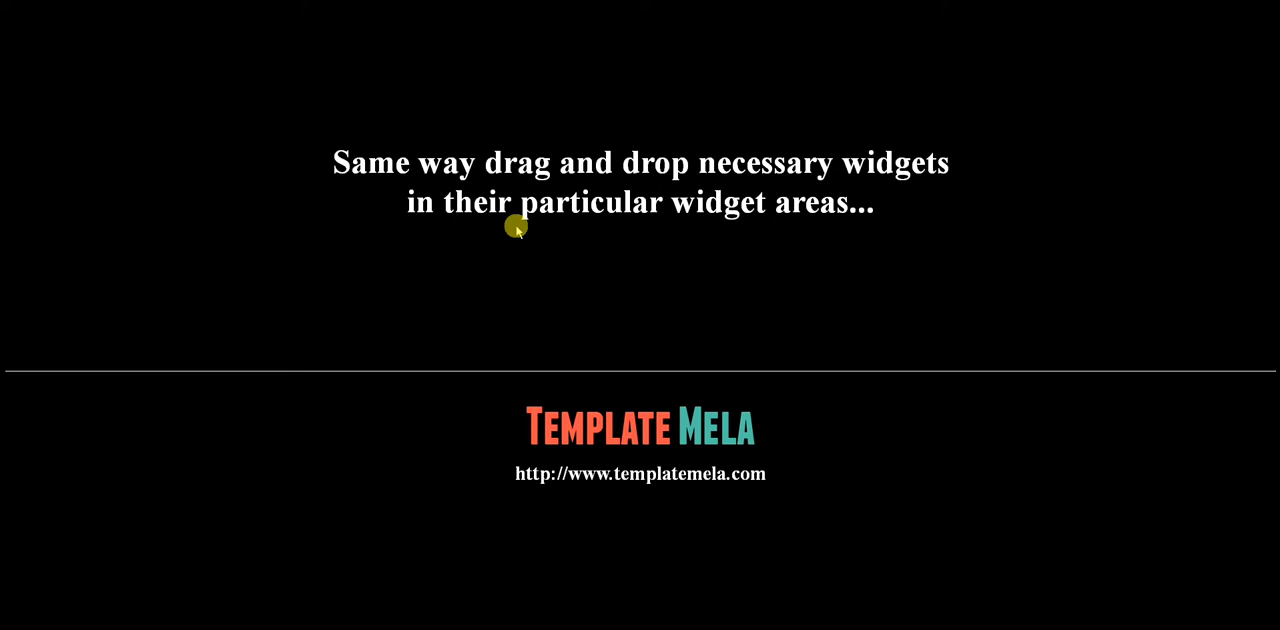 Same way drag and drop necessary widgets
in their particular widget areas...
TEMPLATE MELA
http://www.templatemela.com